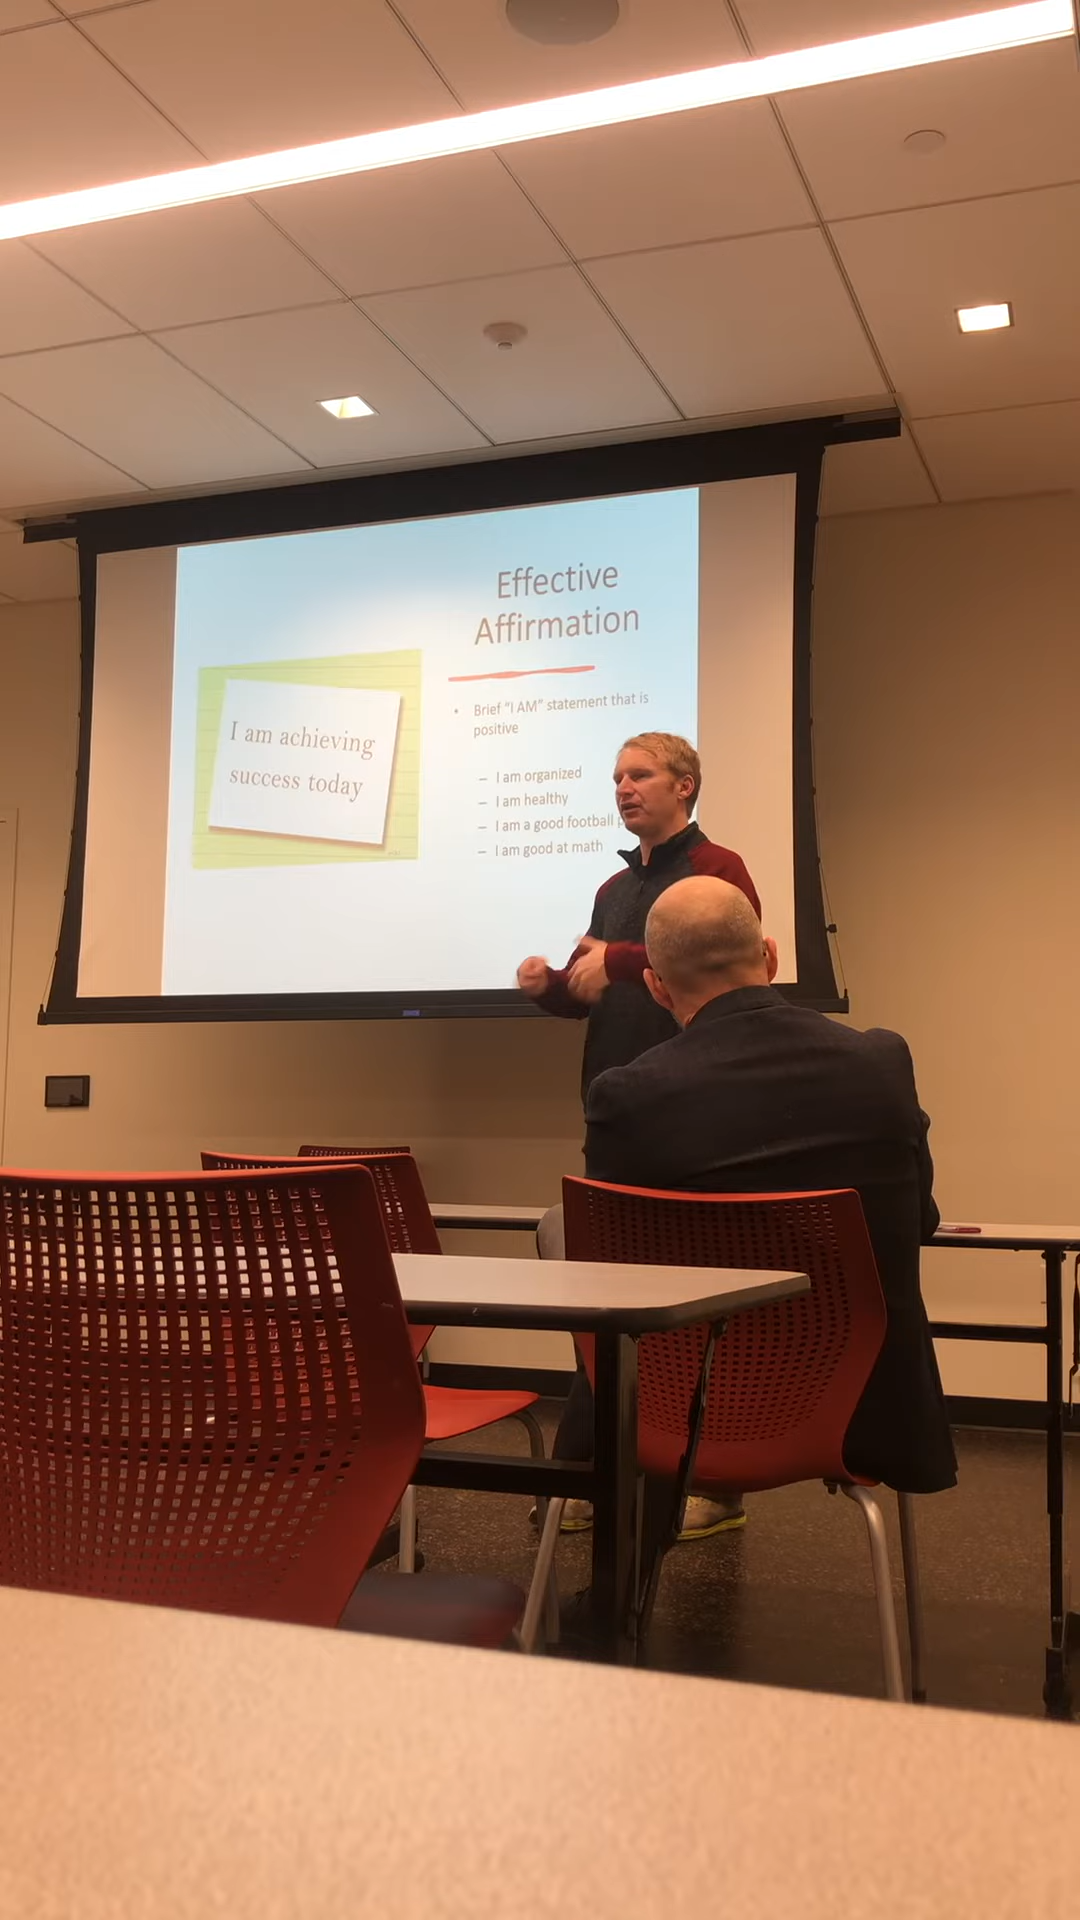 Effective
Affirmation
I am achieving
success today
• Brief “I AM” statement that is
positive
– I am organized
– I am healthy
– I am a good football
– I am good at math